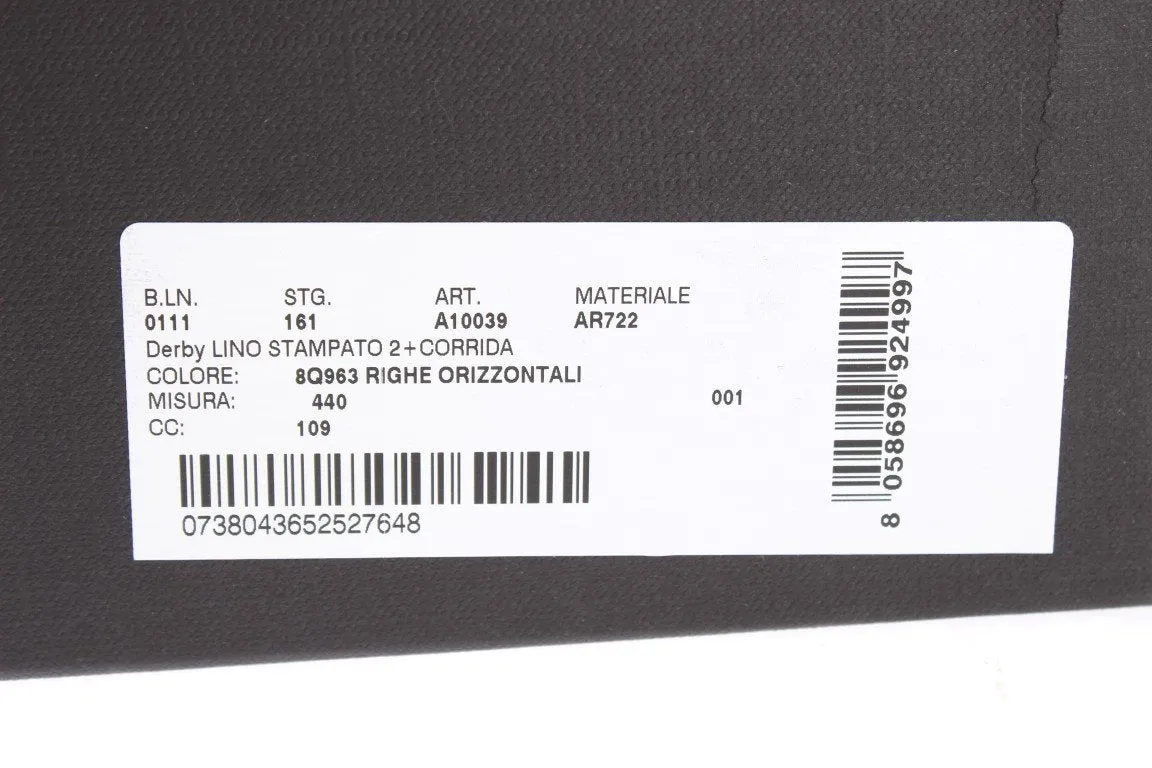 B.LN. STG. ART. MATERIALE
0111 161 A10039 AR722
Derby LINO STAMPATO 2+CORRIDA
COLORE: 8Q963 RIGHE ORIZZONTALI
MISURA: 440 001
CC: 109
0738043652527648
8 058696 924997